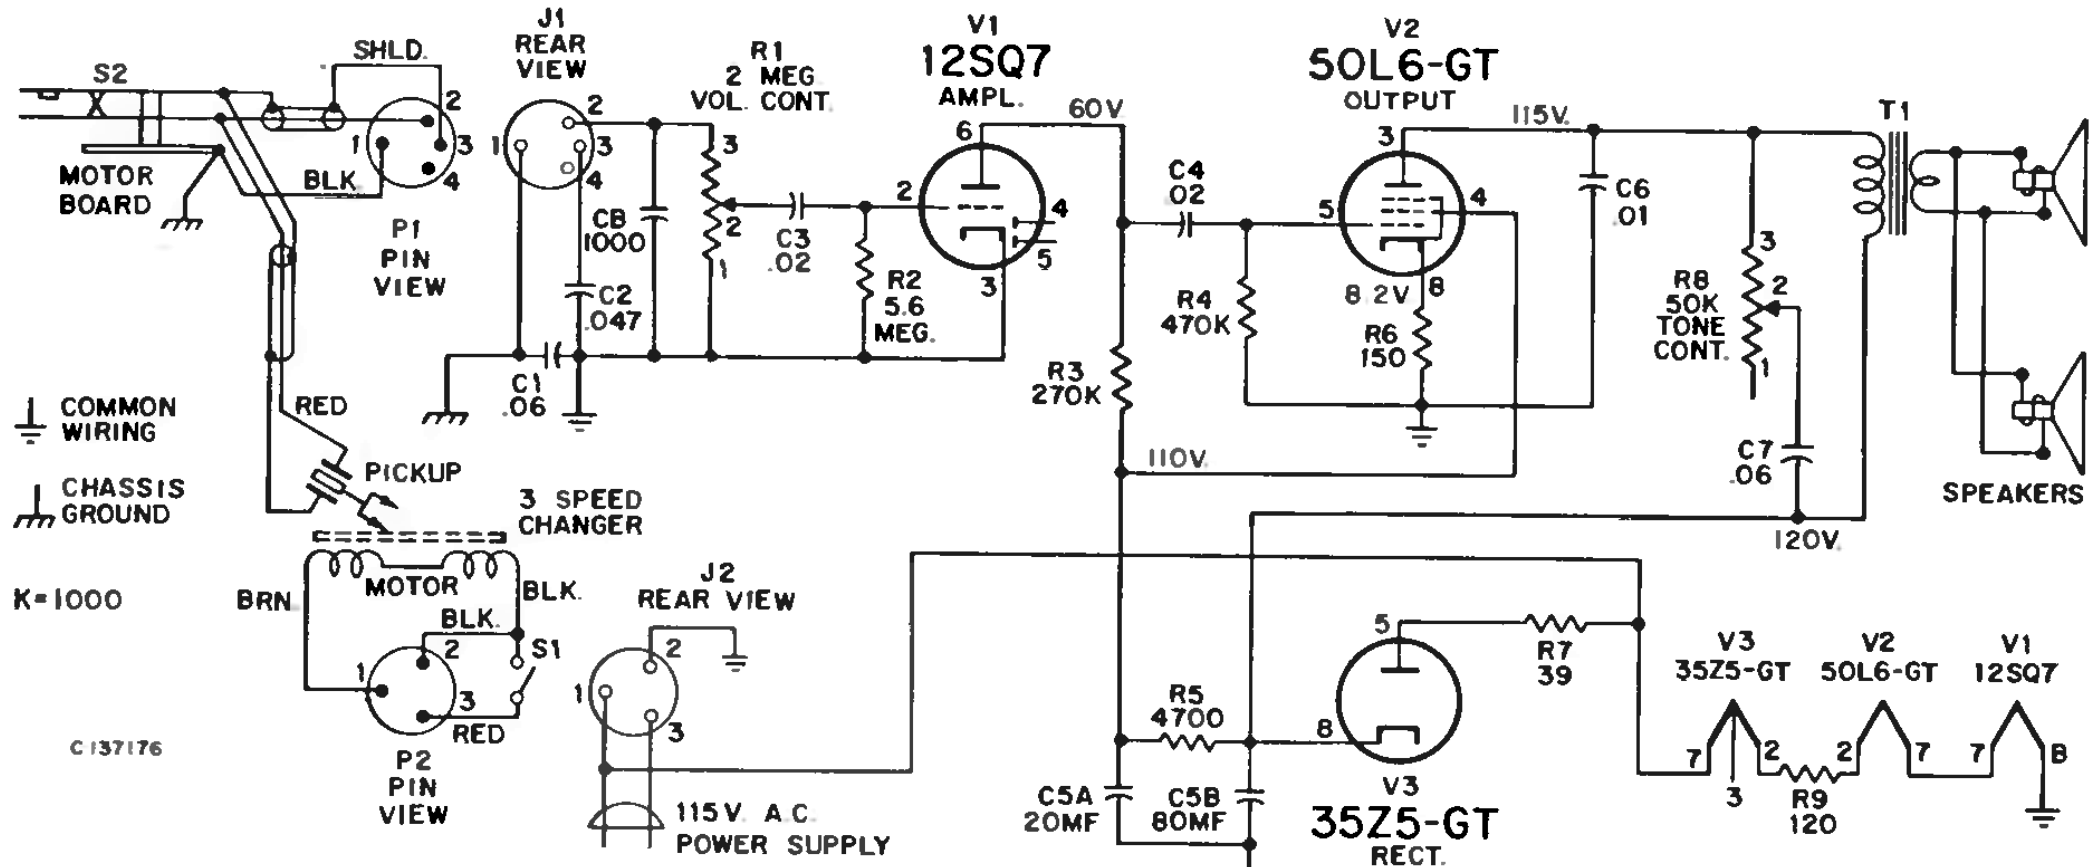 S2
MOTOR
BOARD
SHLD.
BLK.
1
2
3
4
P1
PIN
VIEW
J1
REAR
VIEW
1
2
3
4
R1
2 MEG.
VOL. CONT.
3
2
1
CB
1000
C2
.047
C1
.06
C3
.02
R2
5.6
MEG.
V1
12SQ7
AMPL.
6
2
4
5
3
60V.
C4
.02
R3
270K
R4
470K
V2
50L6-GT
OUTPUT
3
5
4
8
8.2V
R6
150
115V.
C6
.01
T1
R8
50K
TONE
CONT.
3
2
1
C7
.06
SPEAKERS
110V.
120V.
COMMON
WIRING
CHASSIS
GROUND
K=1000
C137176
RED
PICKUP
3 SPEED
CHANGER
MOTOR
BRN.
BLK.
BLK.
S1
1
2
3
RED
P2
PIN
VIEW
J2
REAR VIEW
1
2
3
115V. A.C.
POWER SUPPLY
R5
4700
C5A
20MF
C5B
80MF
5
8
V3
35Z5-GT
RECT.
R7
39
V3
35Z5-GT
V2
50L6-GT
V1
12SQ7
7
3
2
R9
120
2
7
7
8